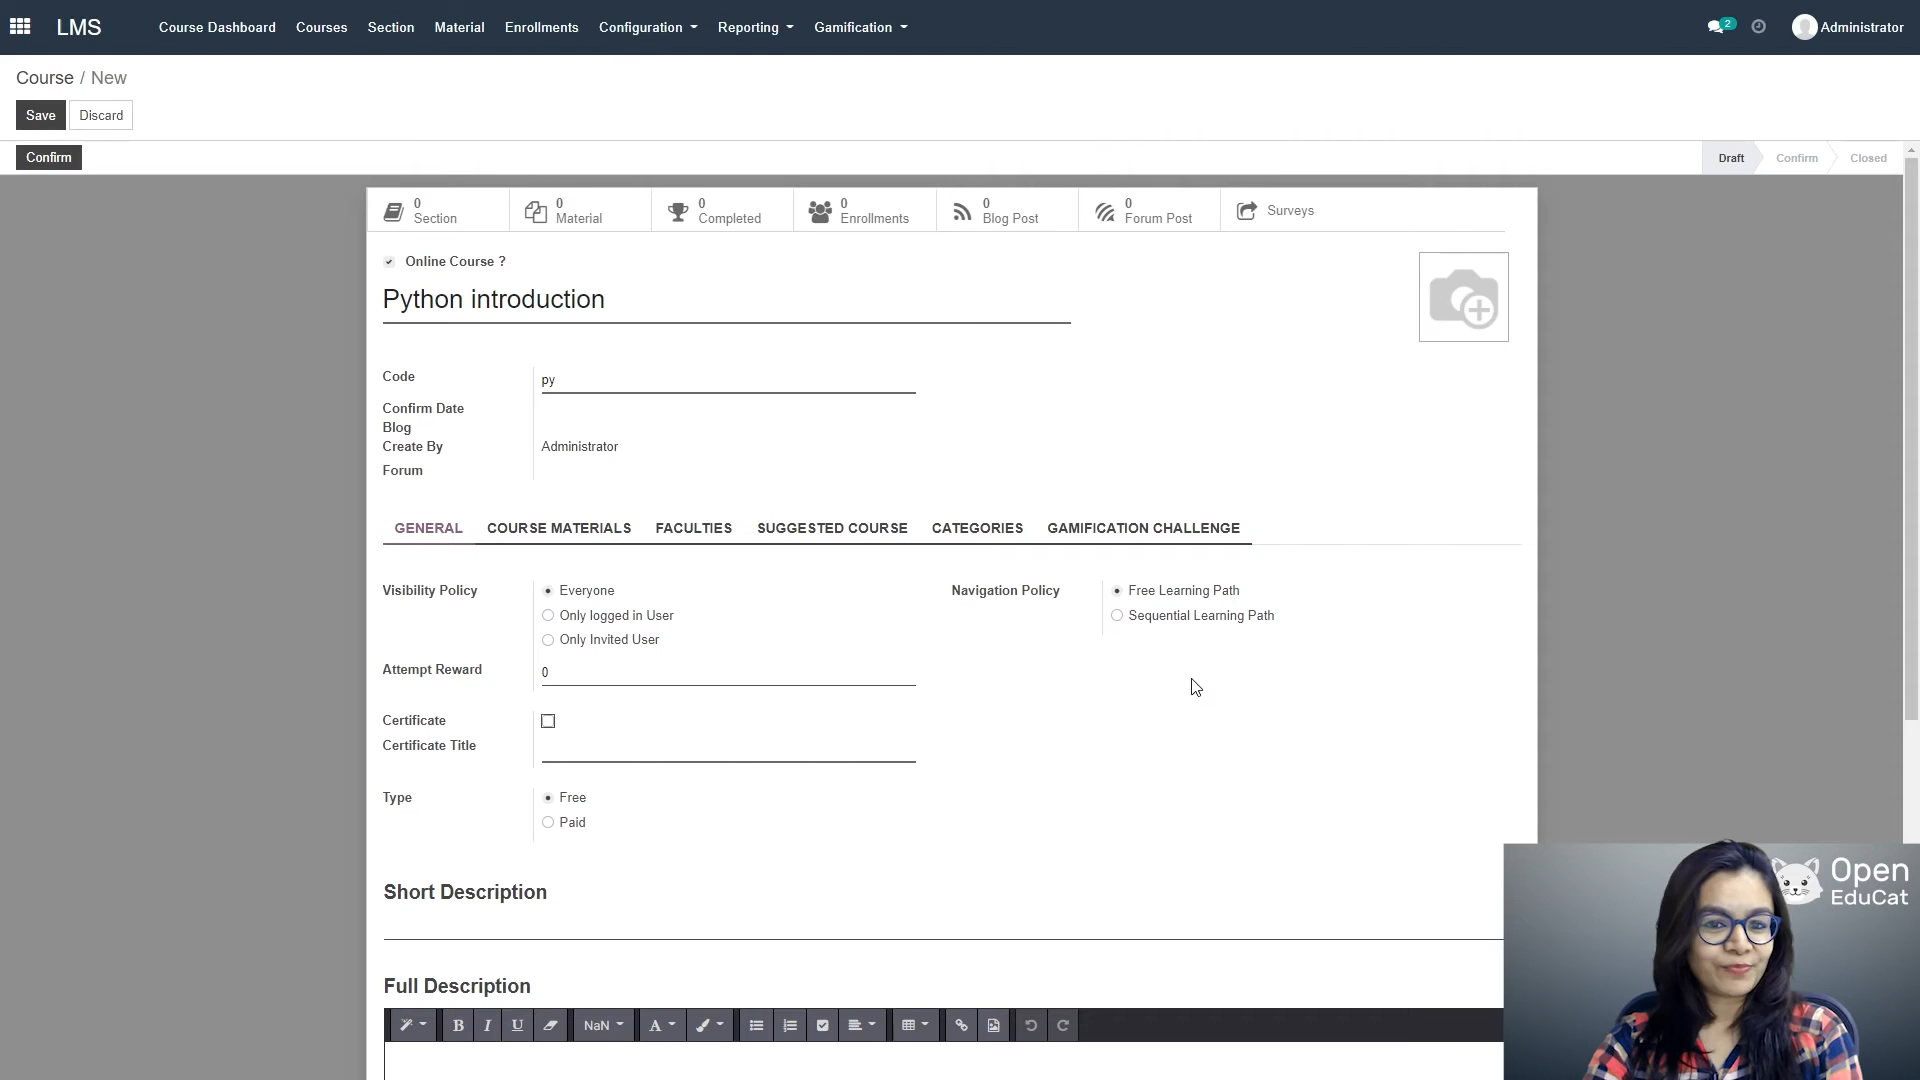 LMS Course Dashboard Courses Section Material Enrollments Configuration Reporting Gamification 2 Administrator
Course / New
Save Discard
Confirm Draft Confirm Closed
0 Section
0 Material
0 Completed
0 Enrollments
0 Blog Post
0 Forum Post
Surveys
Online Course ?
Python introduction
Code py
Confirm Date
Blog
Create By Administrator
Forum
GENERAL COURSE MATERIALS FACULTIES SUGGESTED COURSE CATEGORIES GAMIFICATION CHALLENGE
Visibility Policy Everyone Navigation Policy Free Learning Path
Only logged in User Sequential Learning Path
Only Invited User
Attempt Reward 0
Certificate
Certificate Title
Type Free
Paid
Short Description
Open
EduCat
Full Description
B I U NaN A